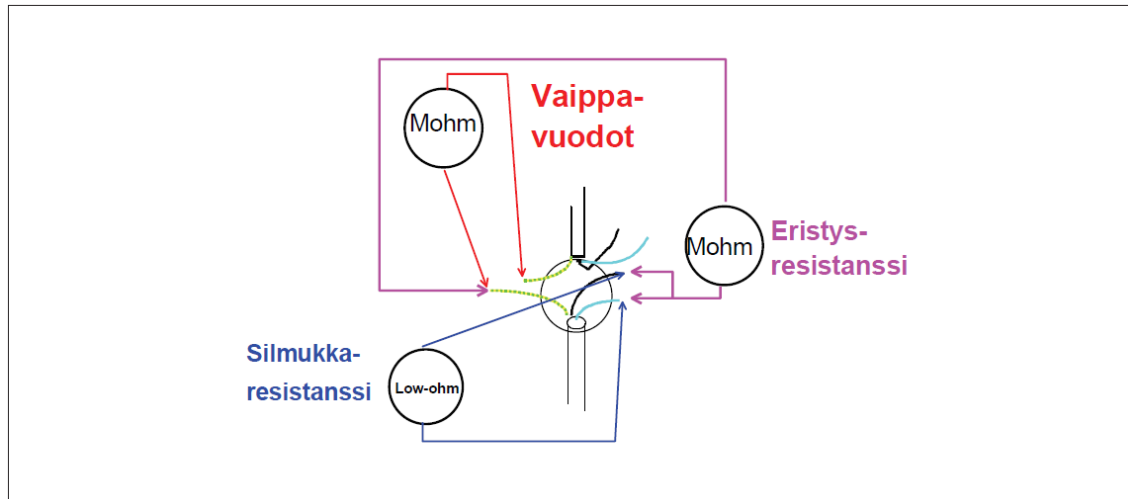 Mohm
Vaippa-
vuodot
Mohm
Eristys-
resistanssi
Silmukka-
resistanssi
Low-ohm